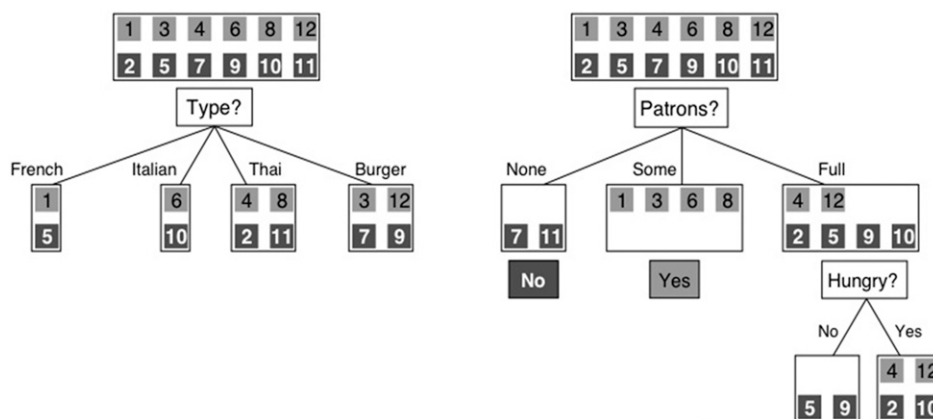 1 3 4 6 8 12
2 5 7 9 10 11
Type?
French Italian Thai Burger
1 6 4 8 3 12
5 10 2 11 7 9
1 3 4 6 8 12
2 5 7 9 10 11
Patrons?
None Some Full
1 3 6 8 4 12
7 11 2 5 9 10
No Yes Hungry?
No Yes
4 12
5 9 2 10